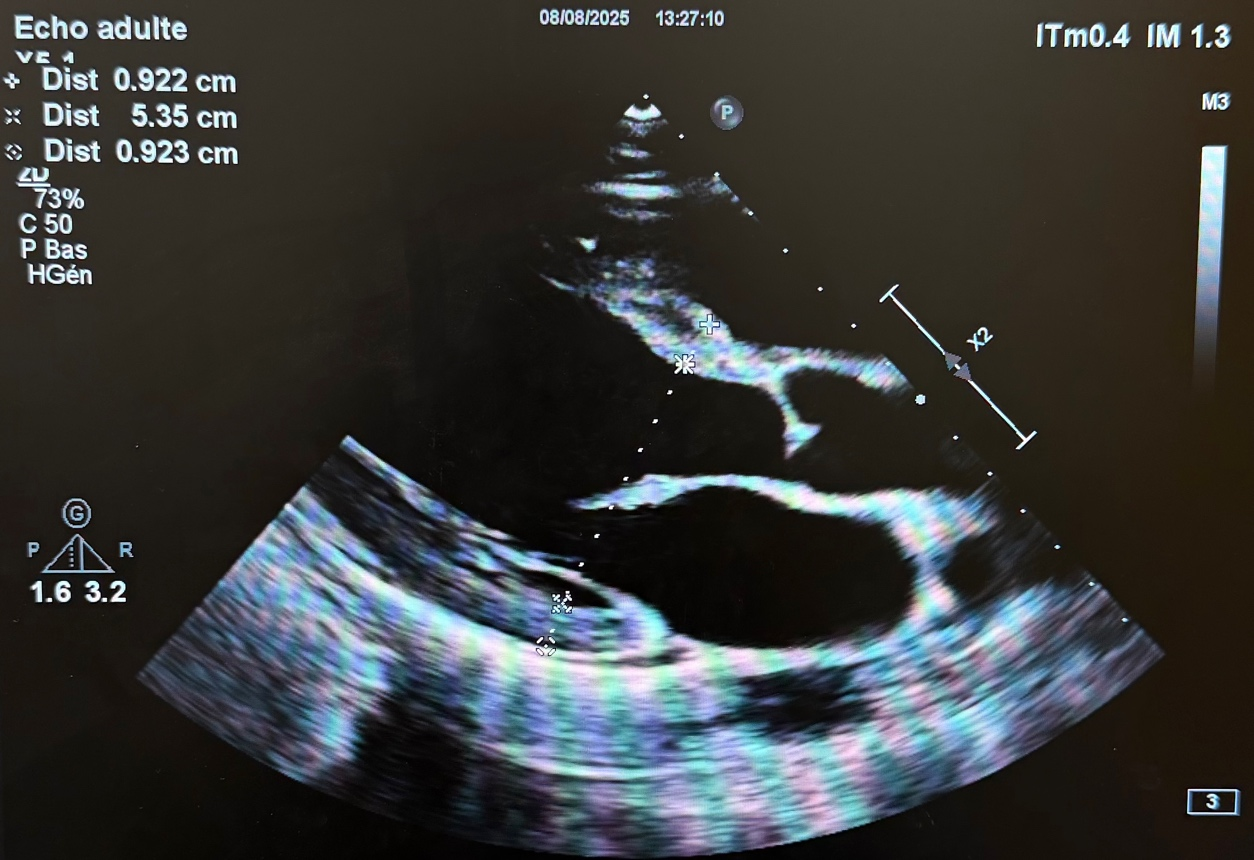 Echo adulte
08/08/2025 13:27:10
ITm0.4 IM 1.3
Dist 0.922 cm
Dist 5.35 cm
Dist 0.923 cm
2D
73%
C 50
P Bas
HGén
P
M3
X2
G
P R
1.6 3.2
3